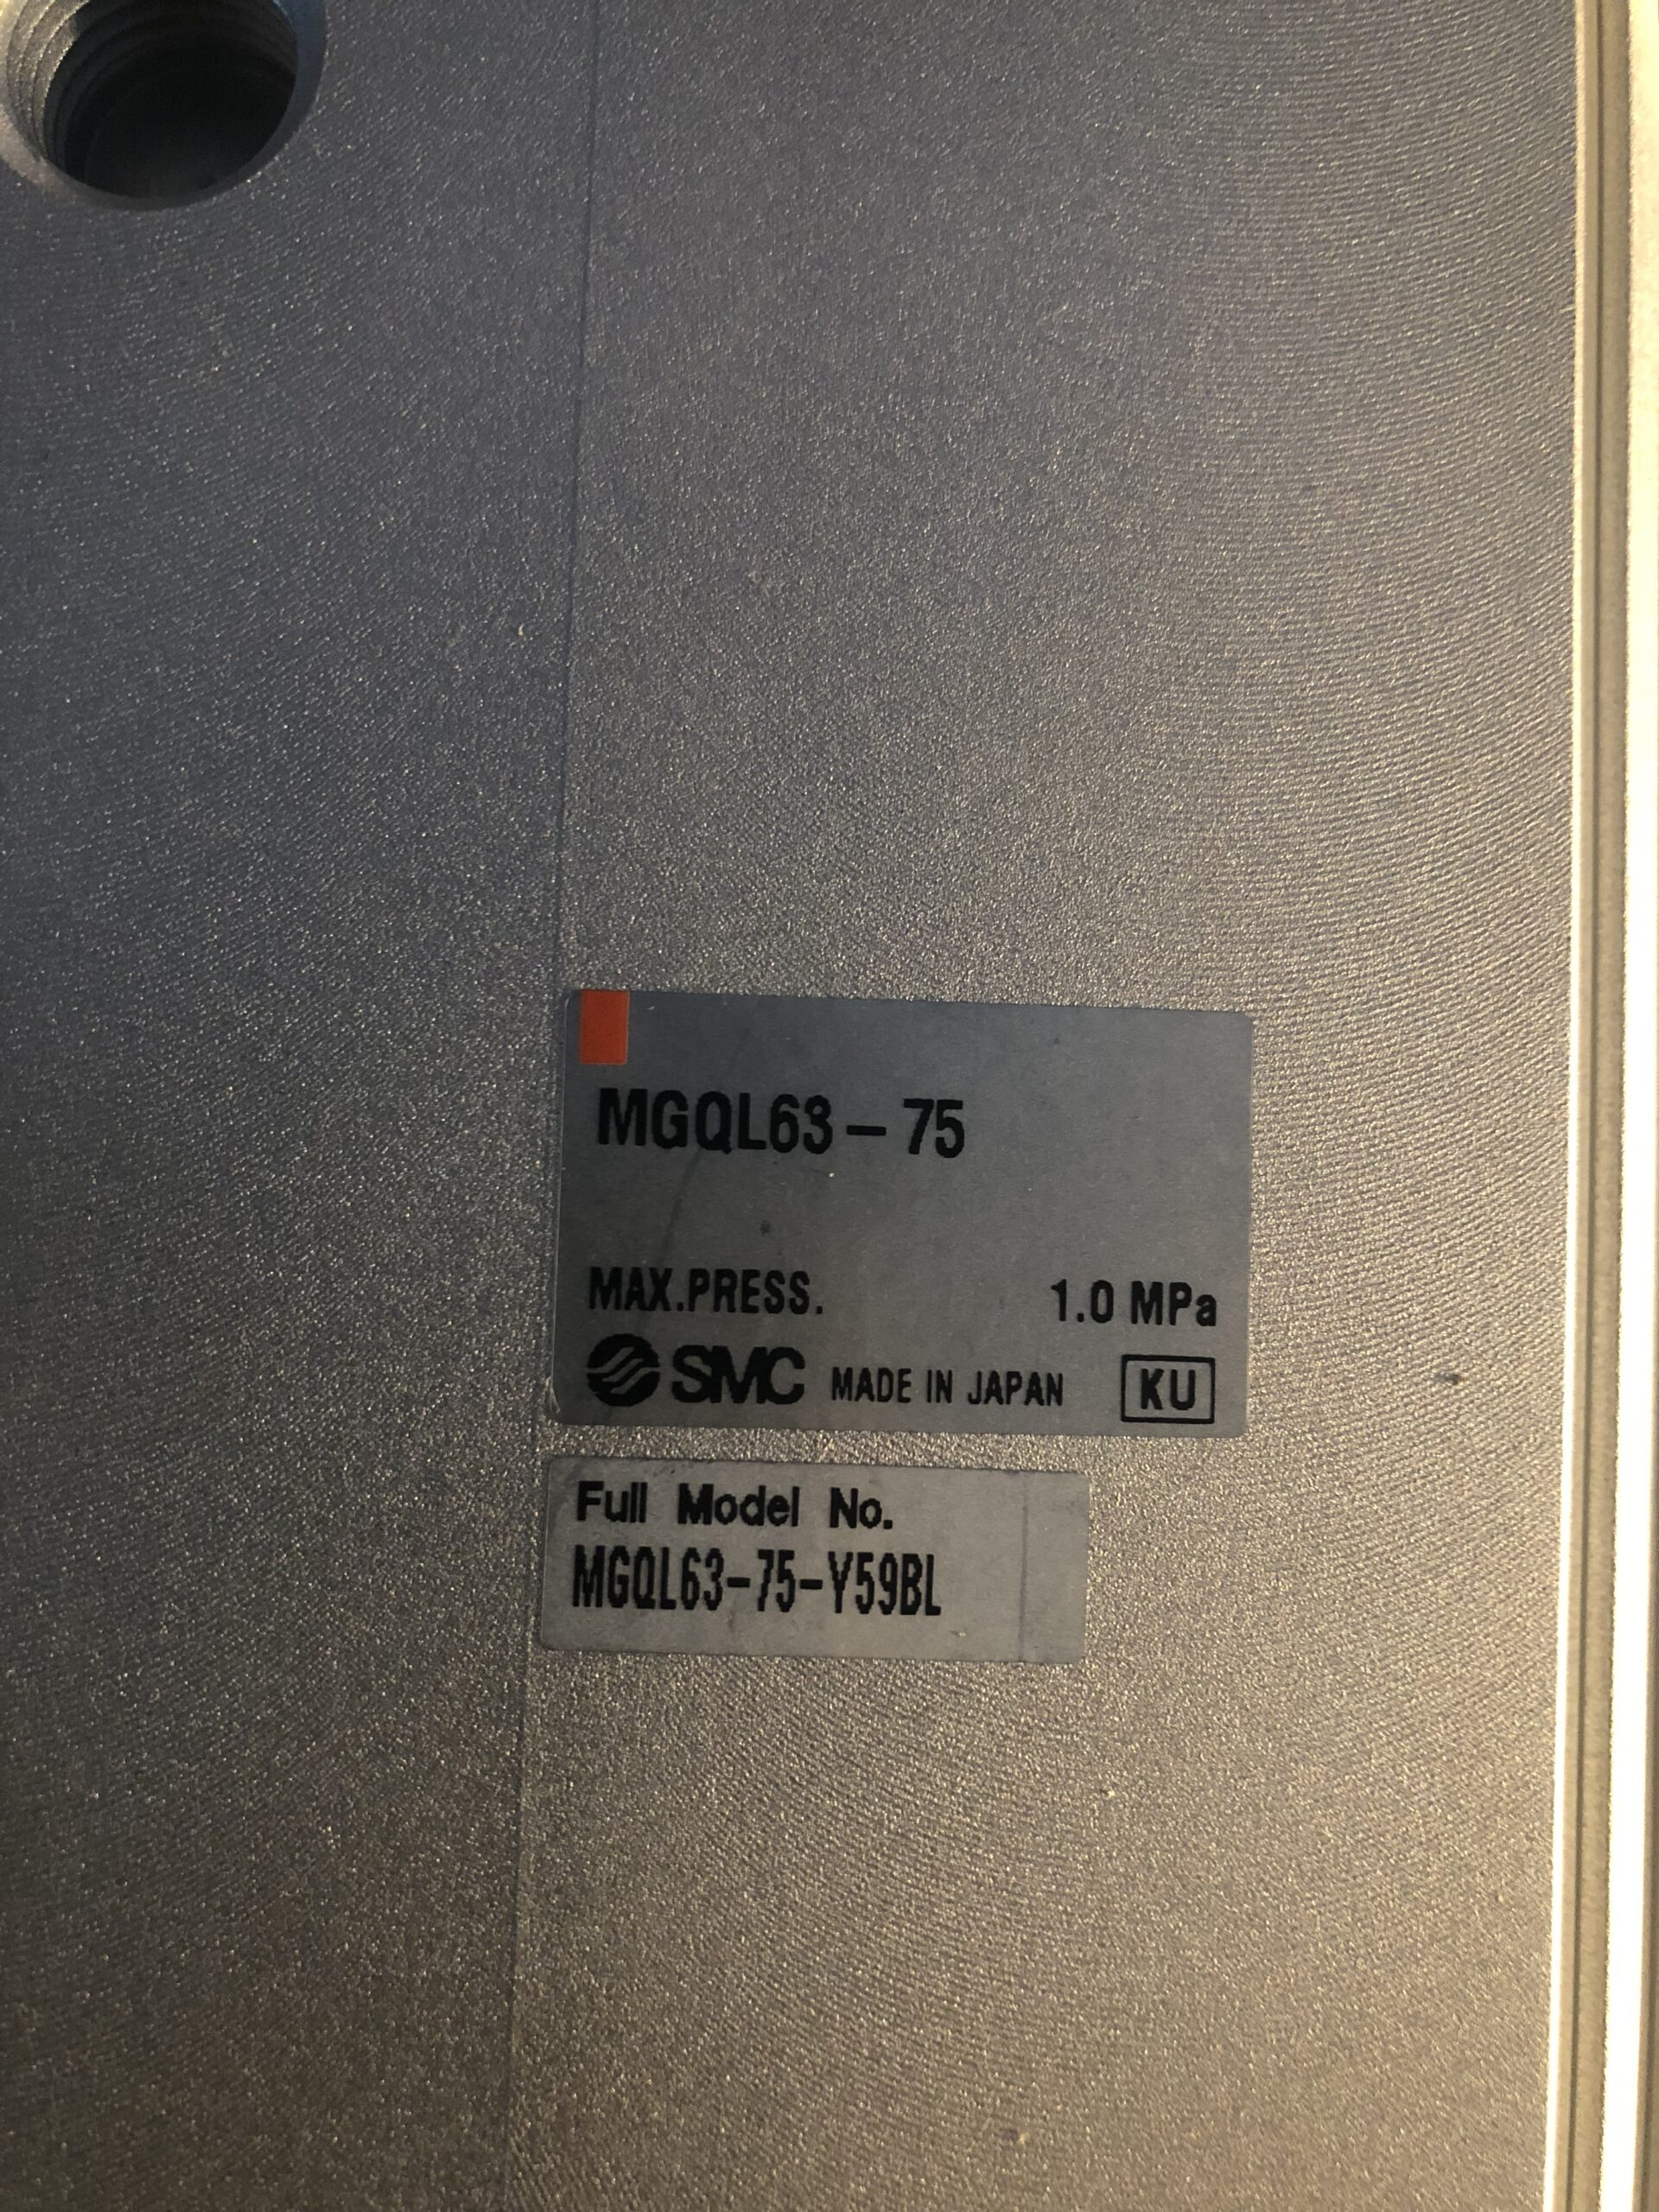 MGQL63-75
MAX.PRESS. 1.0 MPa
SMC MADE IN JAPAN KU
Full Model No.
MGQL63-75-Y59BL